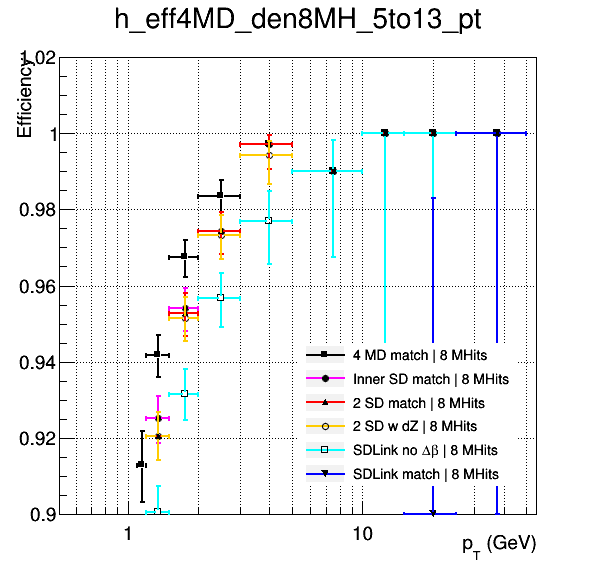 h_eff4MD_den8MH_5to13_pt
Efficiency
1.02
1
0.98
0.96
0.94
0.92
0.9
4 MD match | 8 MHits
Inner SD match | 8 MHits
2 SD match | 8 MHits
2 SD w dZ | 8 MHits
SDLink no Δβ | 8 MHits
SDLink match | 8 MHits
1
10
p_T (GeV)